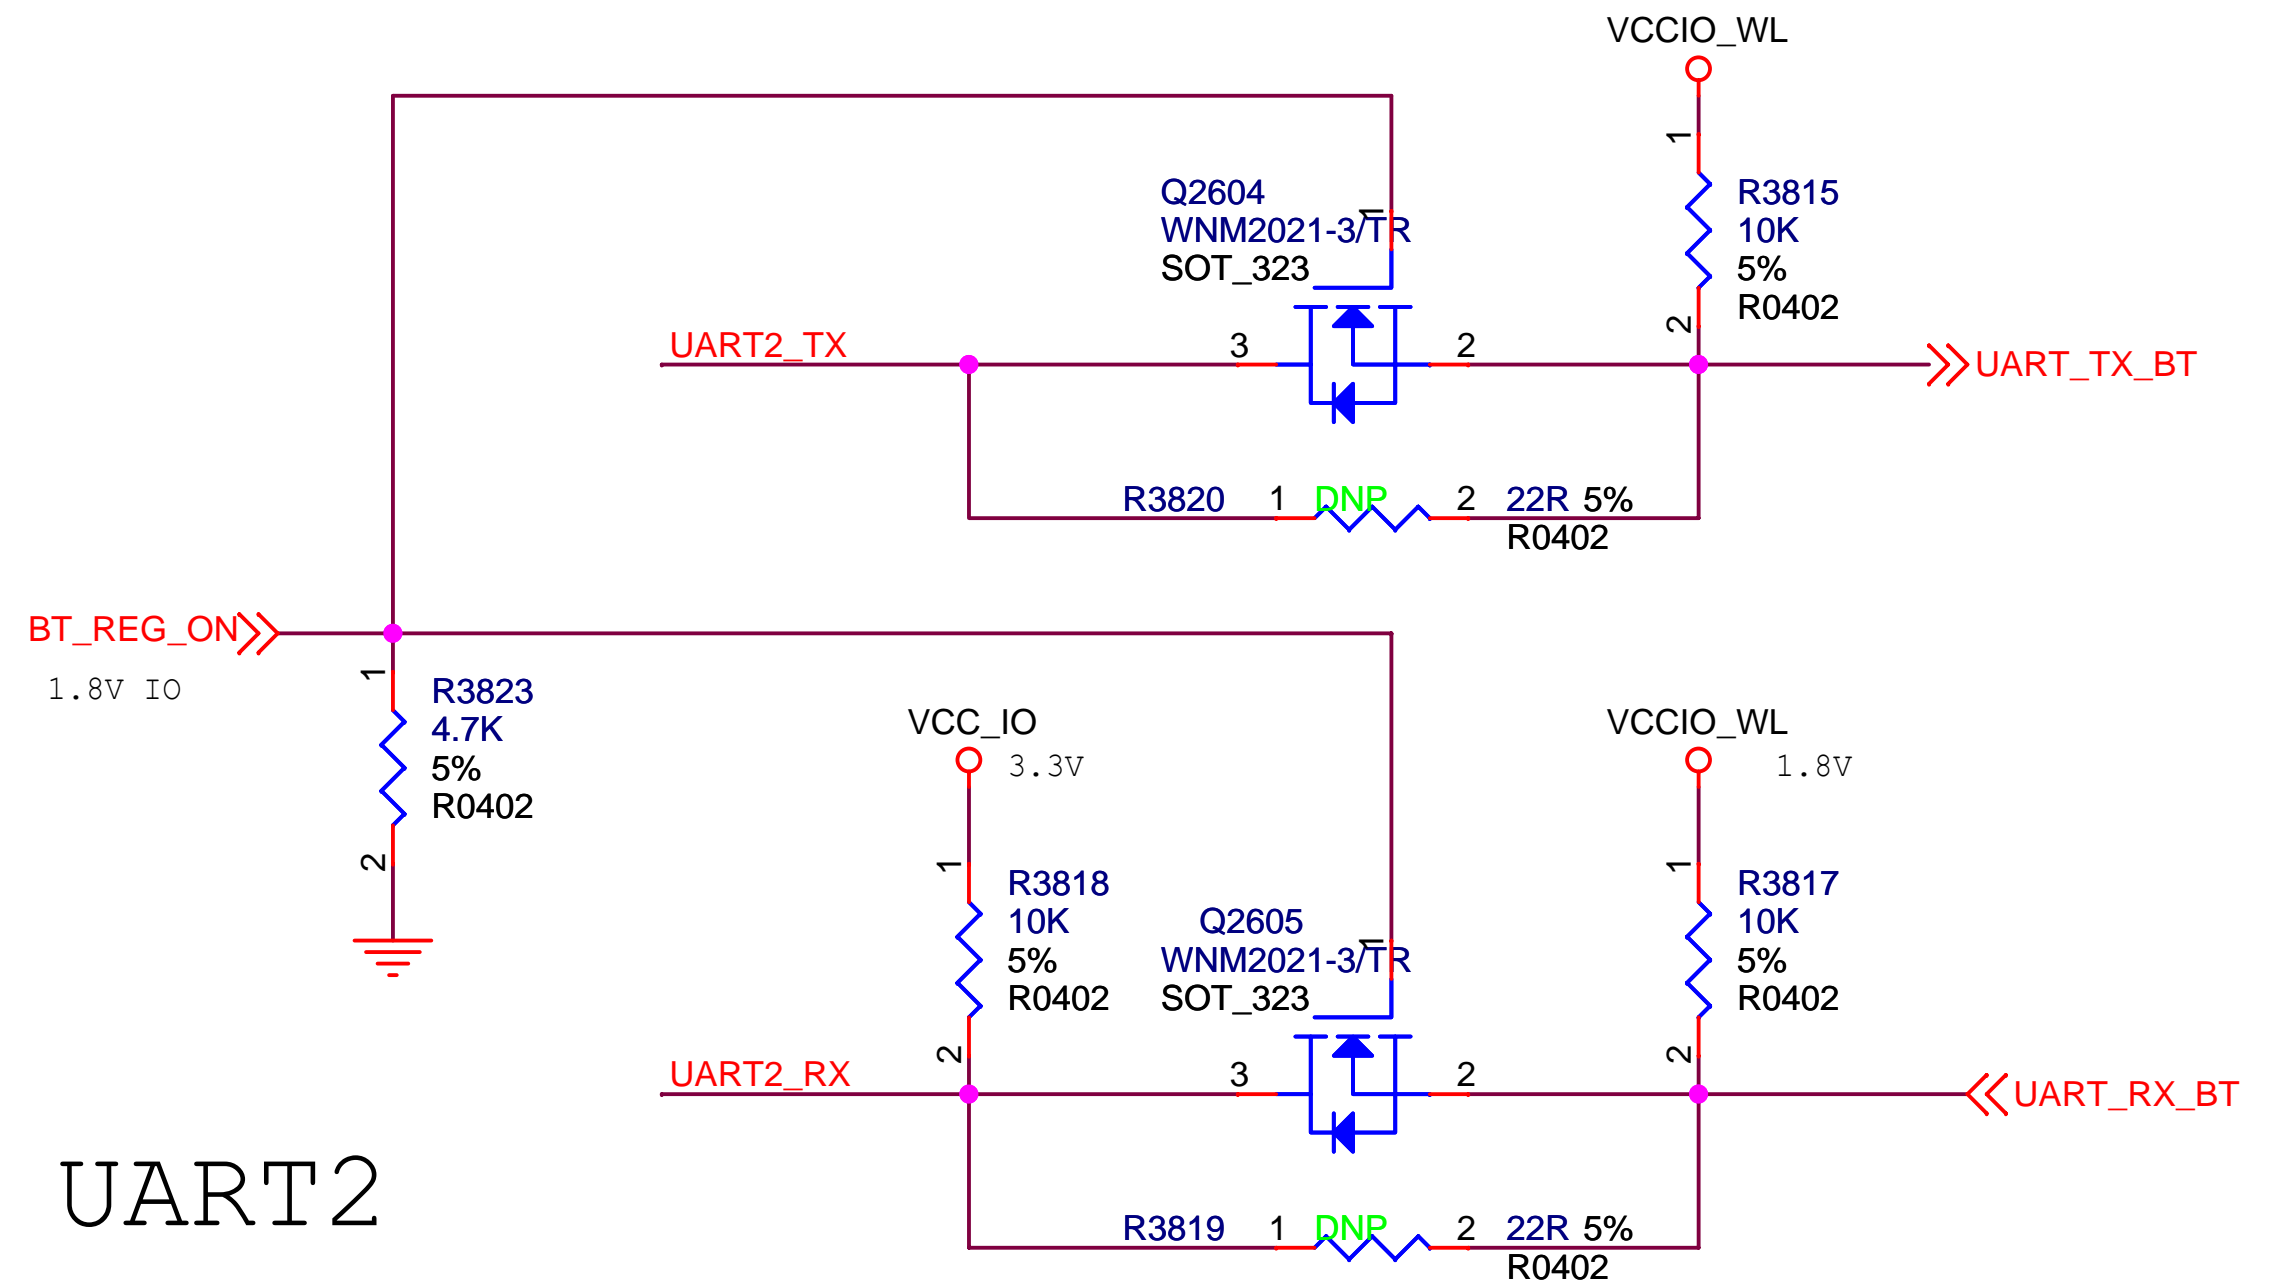 VCCIO_WL
1
Q2604
WNM2021-3/TR
SOT_323
1
R3815
10K
5%
R0402
2
UART2_TX
3
2
UART_TX_BT
R3820
1
DNP
2
22R 5%
R0402
BT_REG_ON
1.8V IO
1
R3823
4.7K
5%
R0402
2
VCC_IO
3.3V
VCCIO_WL
1.8V
1
R3818
10K
5%
R0402
2
Q2605
WNM2021-3/TR
SOT_323
1
1
R3817
10K
5%
R0402
2
UART2_RX
3
2
UART_RX_BT
UART2
R3819
1
DNP
2
22R 5%
R0402